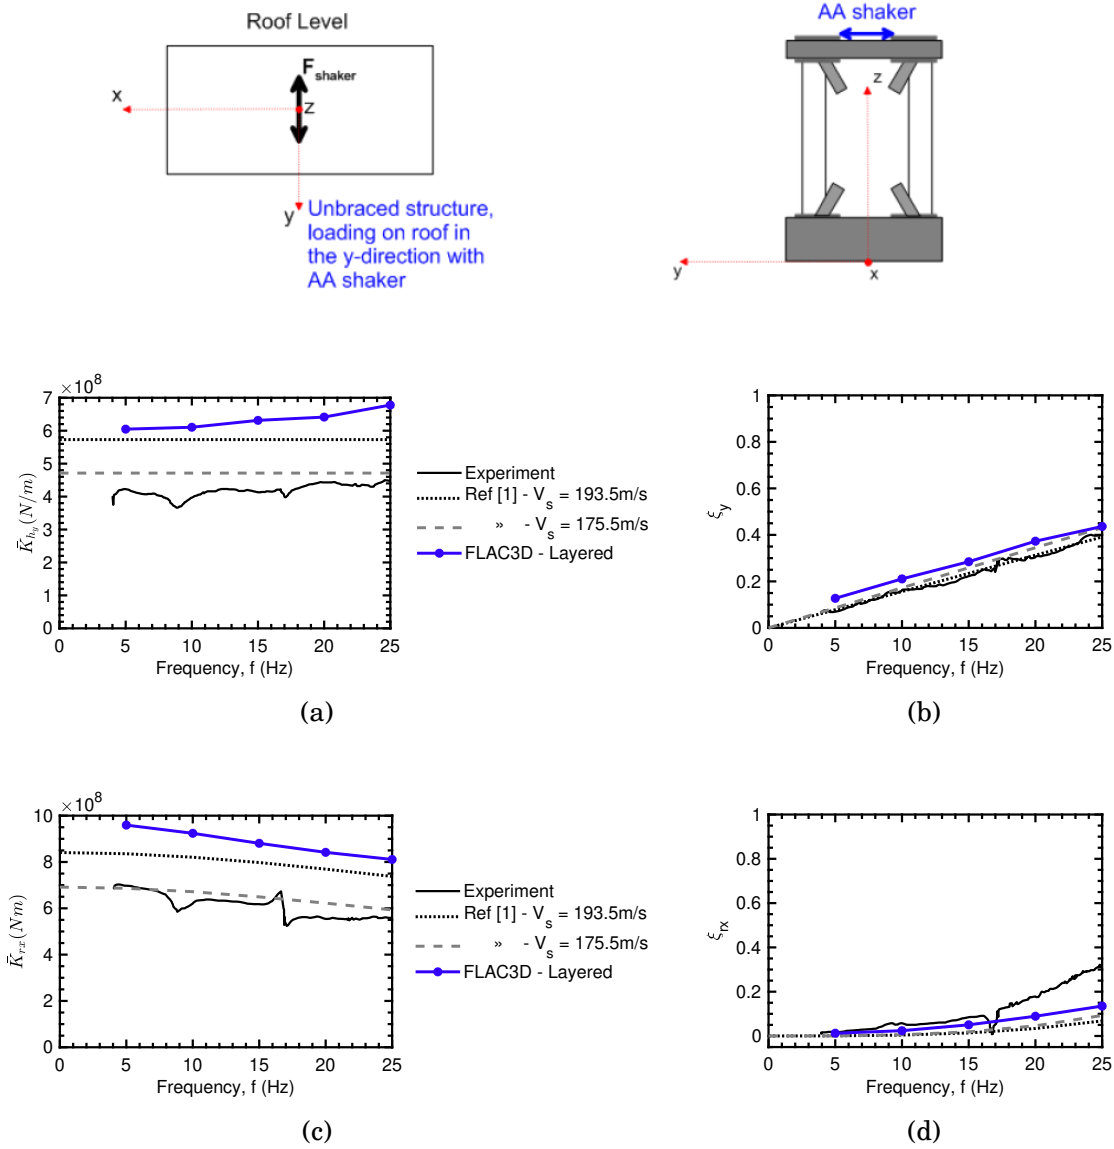 Roof Level
F shaker
x
z
y
Unbraced structure,
loading on roof in
the y-direction with
AA shaker
AA shaker
z
y
x
×10^8
7
6
5
4
3
2
1
0
0 5 10 15 20 25
K̄_hy (N/m)
Frequency, f (Hz)
(a)
Experiment
Ref [1] - V_s = 193.5m/s
» - V_s = 175.5m/s
FLAC3D - Layered
1
0.8
0.6
0.4
0.2
0
0 5 10 15 20 25
ξ_y
Frequency, f (Hz)
(b)
×10^8
10
8
6
4
2
0
0 5 10 15 20 25
K̄_rx (Nm)
Frequency, f (Hz)
(c)
Experiment
Ref [1] - V_s = 193.5m/s
» - V_s = 175.5m/s
FLAC3D - Layered
1
0.8
0.6
0.4
0.2
0
0 5 10 15 20 25
ξ_rx
Frequency, f (Hz)
(d)